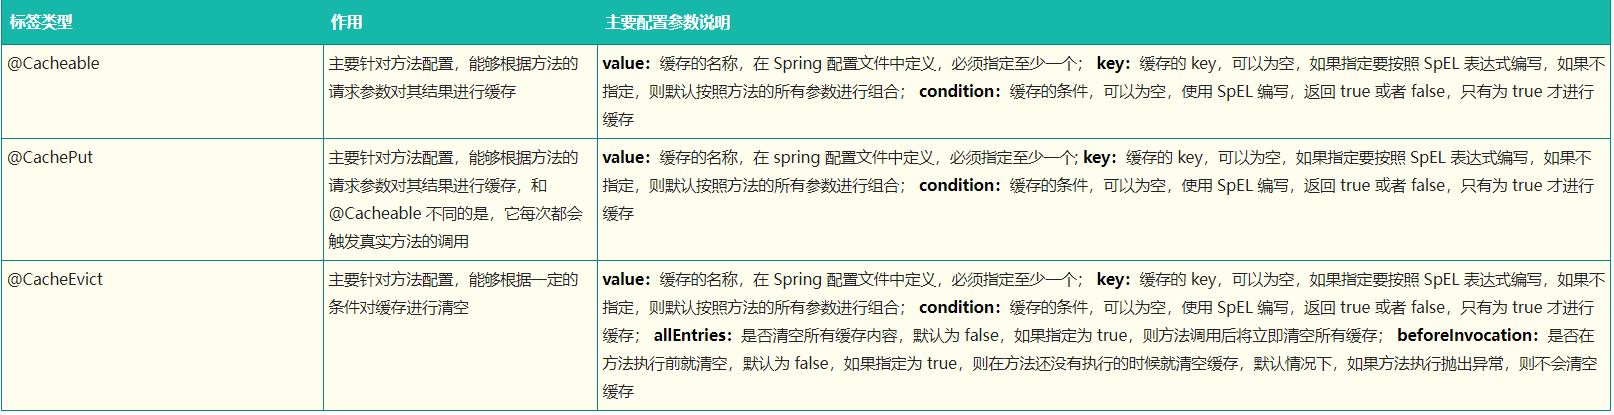 标签类型 作用 主要配置参数说明
@Cacheable
主要针对方法配置，能够根据方法的
请求参数对其结果进行缓存
value：缓存的名称，在 Spring 配置文件中定义，必须指定至少一个； key：缓存的 key，可以为空，如果指定要按照 SpEL 表达式编写，如果不
指定，则默认按照方法的所有参数进行组合； condition：缓存的条件，可以为空，使用 SpEL 编写，返回 true 或者 false，只有为 true 才进行
缓存
@CachePut
主要针对方法配置，能够根据方法的
请求参数对其结果进行缓存，和
@Cacheable 不同的是，它每次都会
触发真实方法的调用
value：缓存的名称，在 spring 配置文件中定义，必须指定至少一个; key：缓存的 key，可以为空，如果指定要按照 SpEL 表达式编写，如果不
指定，则默认按照方法的所有参数进行组合； condition：缓存的条件，可以为空，使用 SpEL 编写，返回 true 或者 false，只有为 true 才进行
缓存
@CacheEvict
主要针对方法配置，能够根据一定的
条件对缓存进行清空
value：缓存的名称，在 Spring 配置文件中定义，必须指定至少一个； key：缓存的 key，可以为空，如果指定要按照 SpEL 表达式编写，如果不
指定，则默认按照方法的所有参数进行组合； condition：缓存的条件，可以为空，使用 SpEL 编写，返回 true 或者 false，只有为 true 才进行
缓存； allEntries：是否清空所有缓存内容，默认为 false，如果指定为 true，则方法调用后将立即清空所有缓存； beforeInvocation：是否在
方法执行前就清空，默认为 false，如果指定为 true，则在方法还没有执行的时候就清空缓存，默认情况下，如果方法执行抛出异常，则不会清空
缓存